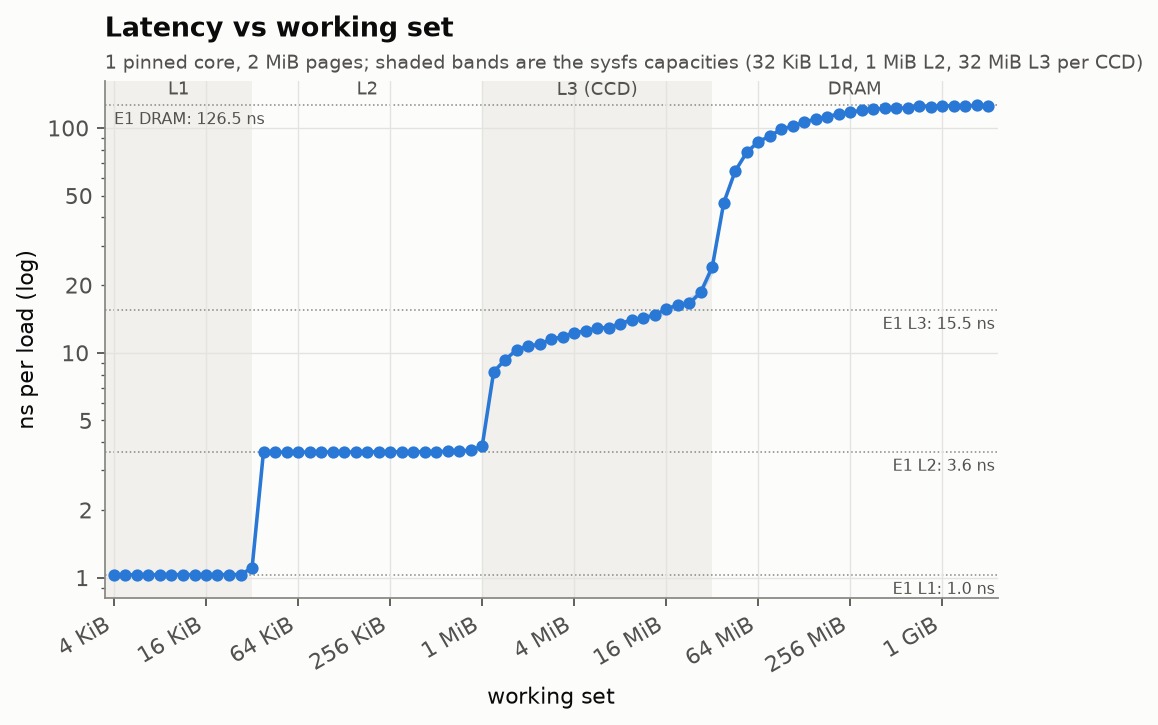 Latency vs working set
1 pinned core, 2 MiB pages; shaded bands are the sysfs capacities (32 KiB L1d, 1 MiB L2, 32 MiB L3 per CCD)
L1
L2
L3 (CCD)
DRAM
E1 DRAM: 126.5 ns
100
50
20
E1 L3: 15.5 ns
10
5
E1 L2: 3.6 ns
2
1
E1 L1: 1.0 ns
ns per load (log)
4 KiB
16 KiB
64 KiB
256 KiB
1 MiB
4 MiB
16 MiB
64 MiB
256 MiB
1 GiB
working set